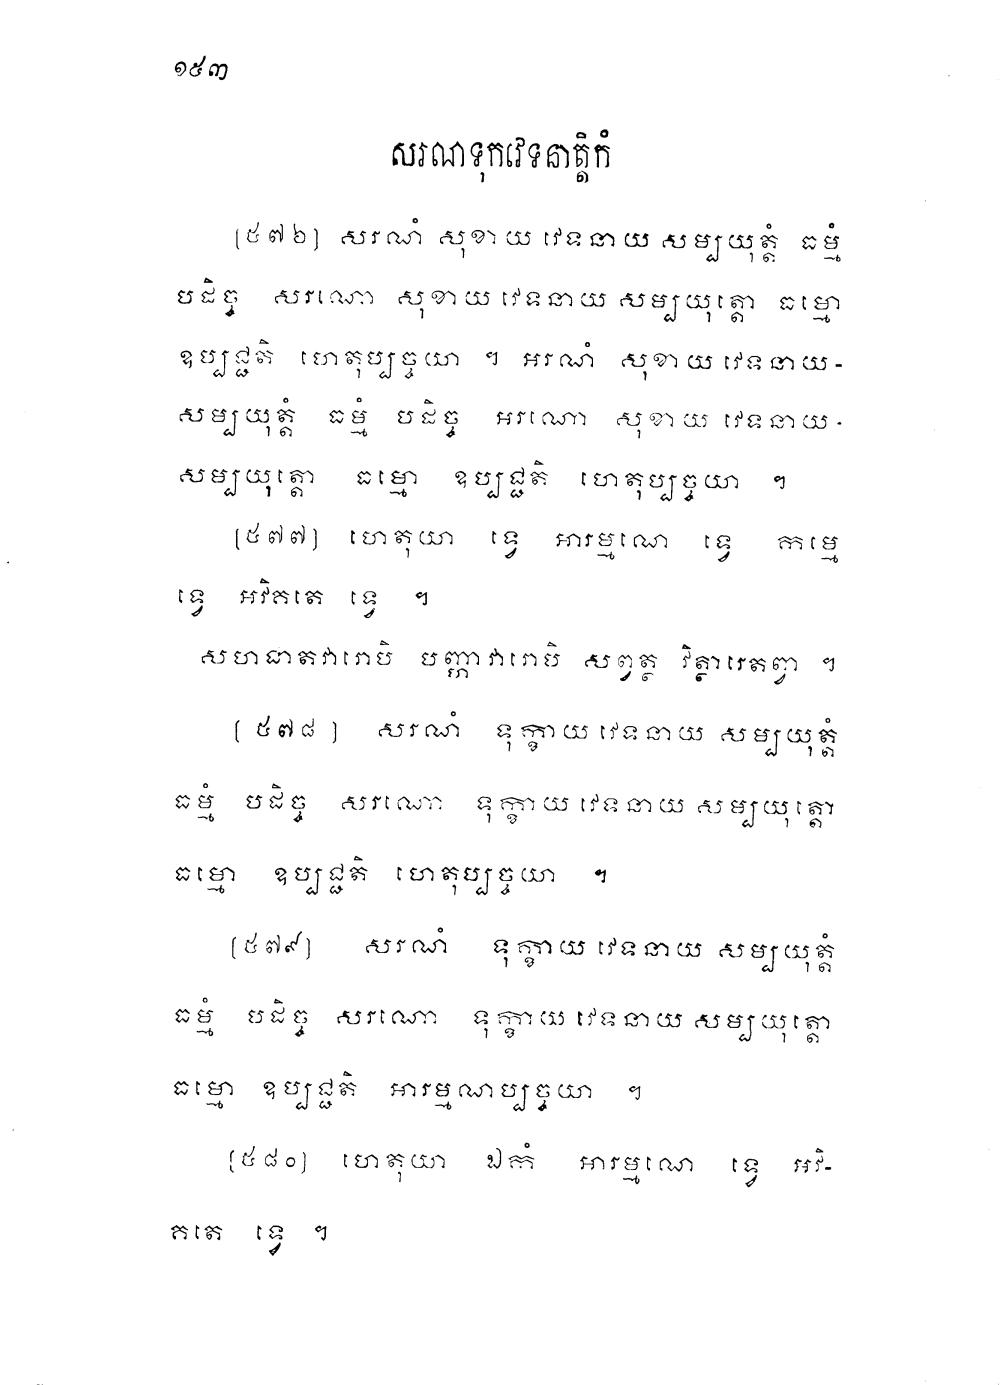 ១៥៣
សរណទុកវេទនាត្តិកំ
[៥៧៦] សរណំ សុខាយ វេទនាយ សម្បយុត្តំ ធម្មំ
បដិច្ច សរណោ សុខាយ វេទនាយ សម្បយុត្តោ ធម្មោ
ឧប្បជ្ជតិ ហេតុប្បច្ចយា ។ អរណំ សុខាយ វេទនាយ-
សម្បយុត្តំ ធម្មំ បដិច្ច អរណោ សុខាយ វេទនាយ-
សម្បយុត្តោ ធម្មោ ឧប្បជ្ជតិ ហេតុប្បច្ចយា ។
[៥៧៧] ហេតុយា ទ្វេ អារម្មណេ ទ្វេ កម្មេ
ទ្វេ អវិគតេ ទ្វេ ។
សហជាតវារេបិ បញ្ហាវារេបិ សព្វត្ថ វិត្ថារេតព្វា ។
[៥៧៨] សរណំ ទុក្ខាយ វេទនាយ សម្បយុត្តំ
ធម្មំ បដិច្ច សរណោ ទុក្ខាយ វេទនាយ សម្បយុត្តោ
ធម្មោ ឧប្បជ្ជតិ ហេតុប្បច្ចយា ។
[៥៧៩] សរណំ ទុក្ខាយ វេទនាយ សម្បយុត្តំ
ធម្មំ បដិច្ច សរណោ ទុក្ខាយ វេទនាយ សម្បយុត្តោ
ធម្មោ ឧប្បជ្ជតិ អារម្មណប្បច្ចយា ។
[៥៨០] ហេតុយា ឯកំ អារម្មណេ ទ្វេ អវិ-
គតេ ទ្វេ ។